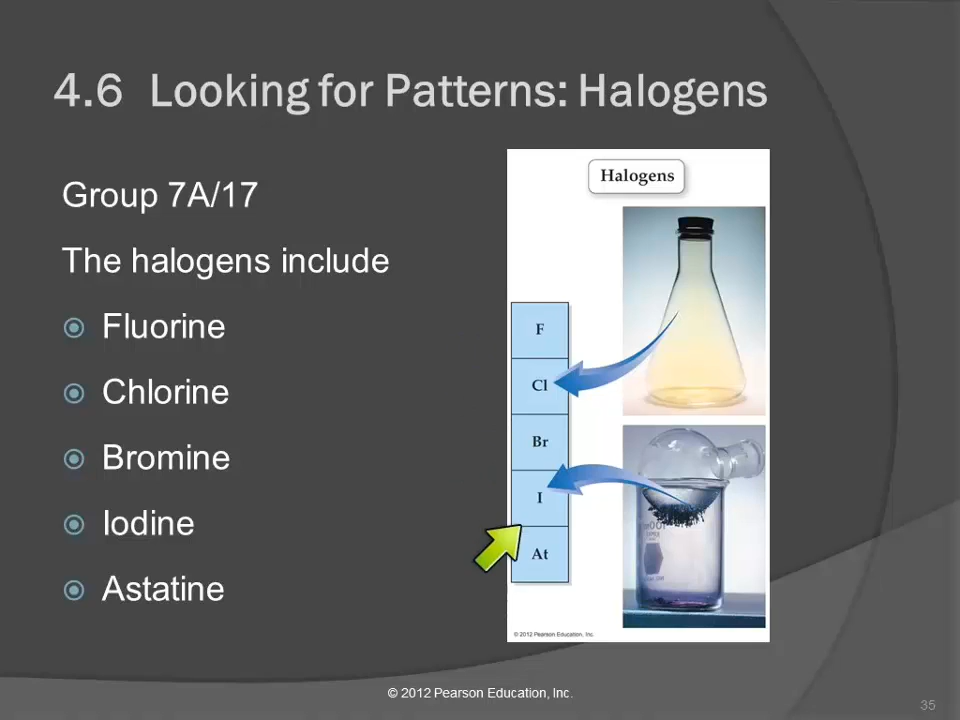 4.6 Looking for Patterns: Halogens
Group 7A/17
The halogens include
Fluorine
Chlorine
Bromine
Iodine
Astatine
Halogens
F
Cl
Br
I
At
© 2012 Pearson Education, Inc.
© 2012 Pearson Education, Inc.
35